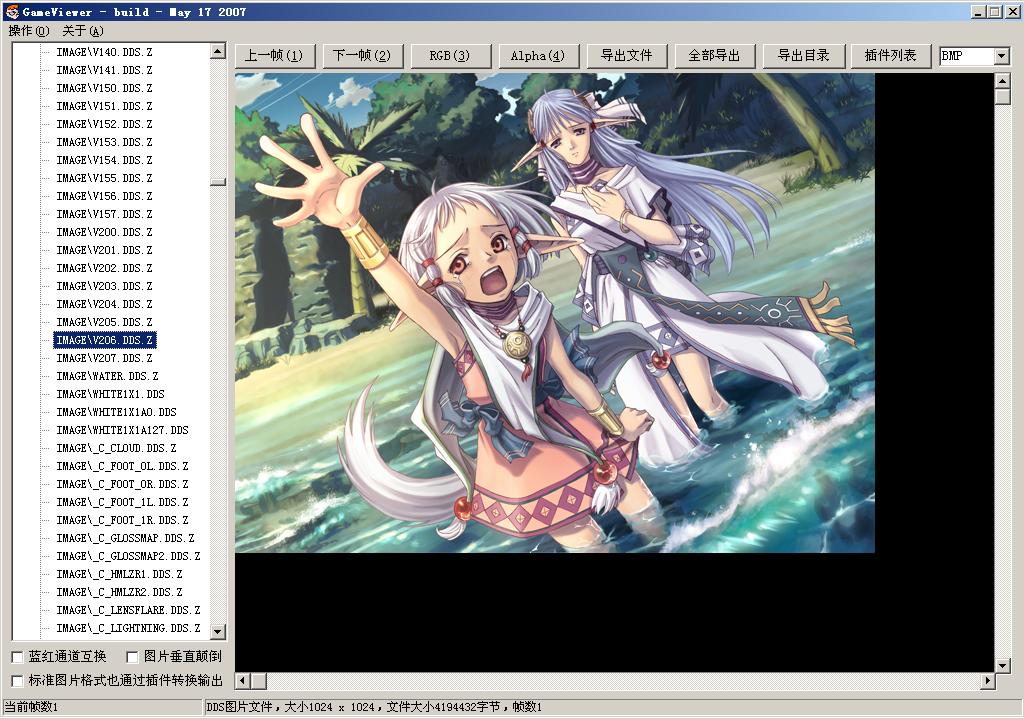 GameViewer - build - May 17 2007
操作(O) 关于(A)
上一帧(1) 下一帧(2) RGB(3) Alpha(4) 导出文件 全部导出 导出目录 插件列表 BMP
IMAGE\V140.DDS.Z
IMAGE\V141.DDS.Z
IMAGE\V150.DDS.Z
IMAGE\V151.DDS.Z
IMAGE\V152.DDS.Z
IMAGE\V153.DDS.Z
IMAGE\V154.DDS.Z
IMAGE\V155.DDS.Z
IMAGE\V156.DDS.Z
IMAGE\V157.DDS.Z
IMAGE\V200.DDS.Z
IMAGE\V201.DDS.Z
IMAGE\V202.DDS.Z
IMAGE\V203.DDS.Z
IMAGE\V204.DDS.Z
IMAGE\V205.DDS.Z
IMAGE\V206.DDS.Z
IMAGE\V207.DDS.Z
IMAGE\WATER.DDS.Z
IMAGE\WHITE1X1.DDS
IMAGE\WHITE1X1A0.DDS
IMAGE\WHITE1X1A127.DDS
IMAGE\_C_CLOUD.DDS.Z
IMAGE\_C_FOOT_0L.DDS.Z
IMAGE\_C_FOOT_0R.DDS.Z
IMAGE\_C_FOOT_1L.DDS.Z
IMAGE\_C_FOOT_1R.DDS.Z
IMAGE\_C_GLOSSMAP.DDS.Z
IMAGE\_C_GLOSSMAP2.DDS.Z
IMAGE\_C_HMLZR1.DDS.Z
IMAGE\_C_HMLZR2.DDS.Z
IMAGE\_C_LENSFLARE.DDS.Z
IMAGE\_C_LIGHTNING.DDS.Z
蓝红通道互换 图片垂直颠倒
标准图片格式也通过插件转换输出
当前帧数1 DDS图片文件，大小1024 x 1024，文件大小4194432字节，帧数1